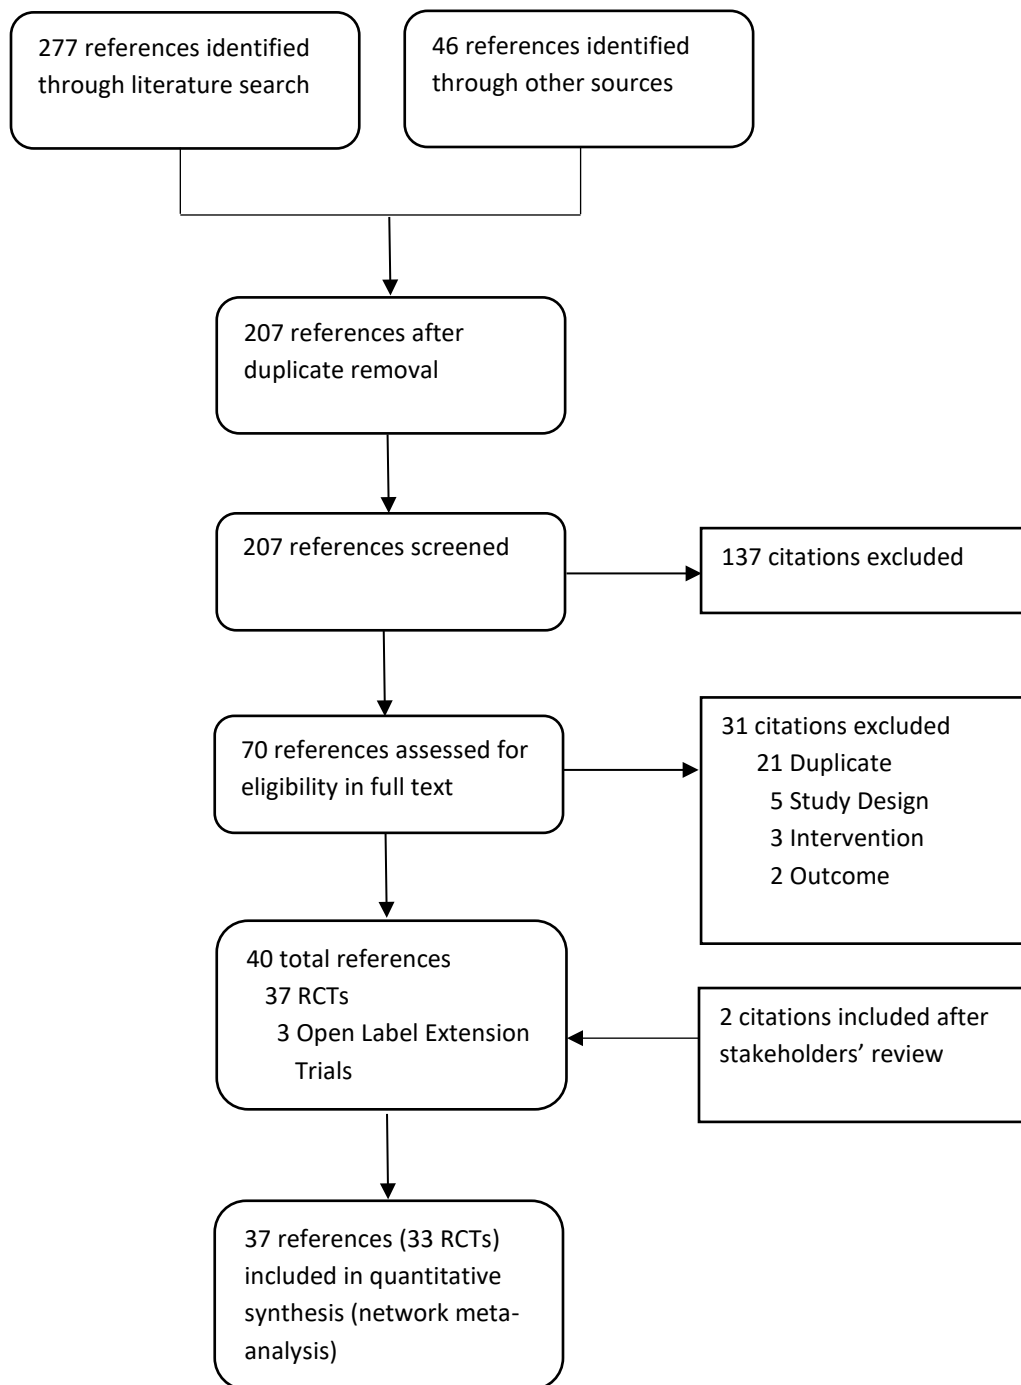 277 references identified
through literature search
46 references identified
through other sources
207 references after
duplicate removal
207 references screened
137 citations excluded
70 references assessed for
eligibility in full text
31 citations excluded
21 Duplicate
5 Study Design
3 Intervention
2 Outcome
40 total references
37 RCTs
3 Open Label Extension
Trials
2 citations included after
stakeholders’ review
37 references (33 RCTs)
included in quantitative
synthesis (network meta-
analysis)